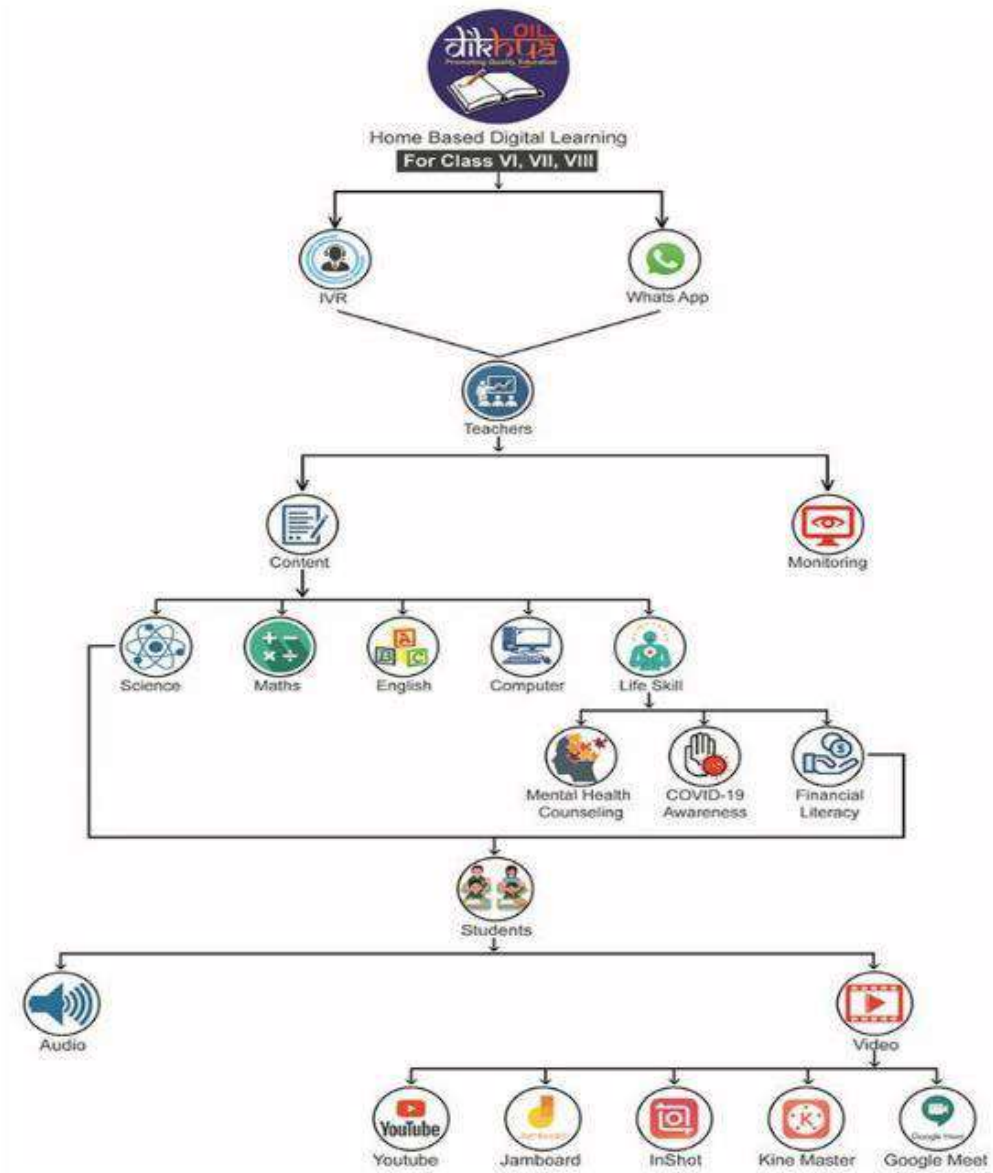 OIL
dikhya
Promoting Quality Education
Home Based Digital Learning
For Class VI, VII, VIII
IVR
Whats App
Teachers
Content
Monitoring
A
B C
Science
Maths
English
Computer
Life Skill
Mental Health
Counseling
COVID-19
Awareness
Financial
Literacy
Students
Audio
Video
YouTube
K
Google Meet
Youtube
Jamboard
InShot
Kine Master
Google Meet